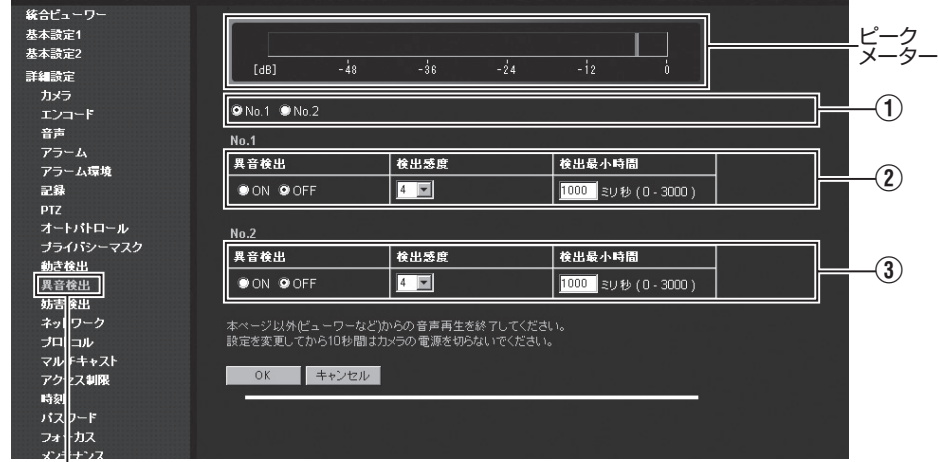 統合ビューワー
基本設定1
基本設定2
詳細設定
カメラ
エンコード
音声
アラーム
アラーム環境
記録
PTZ
オートパトロール
プライバシーマスク
動き検出
異音検出
妨害検出
ネットワーク
プロトコル
マルチキャスト
アクセス制限
時刻
パスワード
フォーカス
メンテナンス
[dB] -48 -36 -24 -12 0
ピーク
メーター
No.1 No.2
①
No.1
異音検出 検出感度 検出最小時間
ON OFF 4 1000 ミリ秒 ( 0 - 3000 )
②
No.2
異音検出 検出感度 検出最小時間
ON OFF 4 1000 ミリ秒 ( 0 - 3000 )
③
本ページ以外(ビューワーなど)からの音声再生を終了してください。
設定を変更してから10秒間はカメラの電源を切らないでください。
OK キャンセル